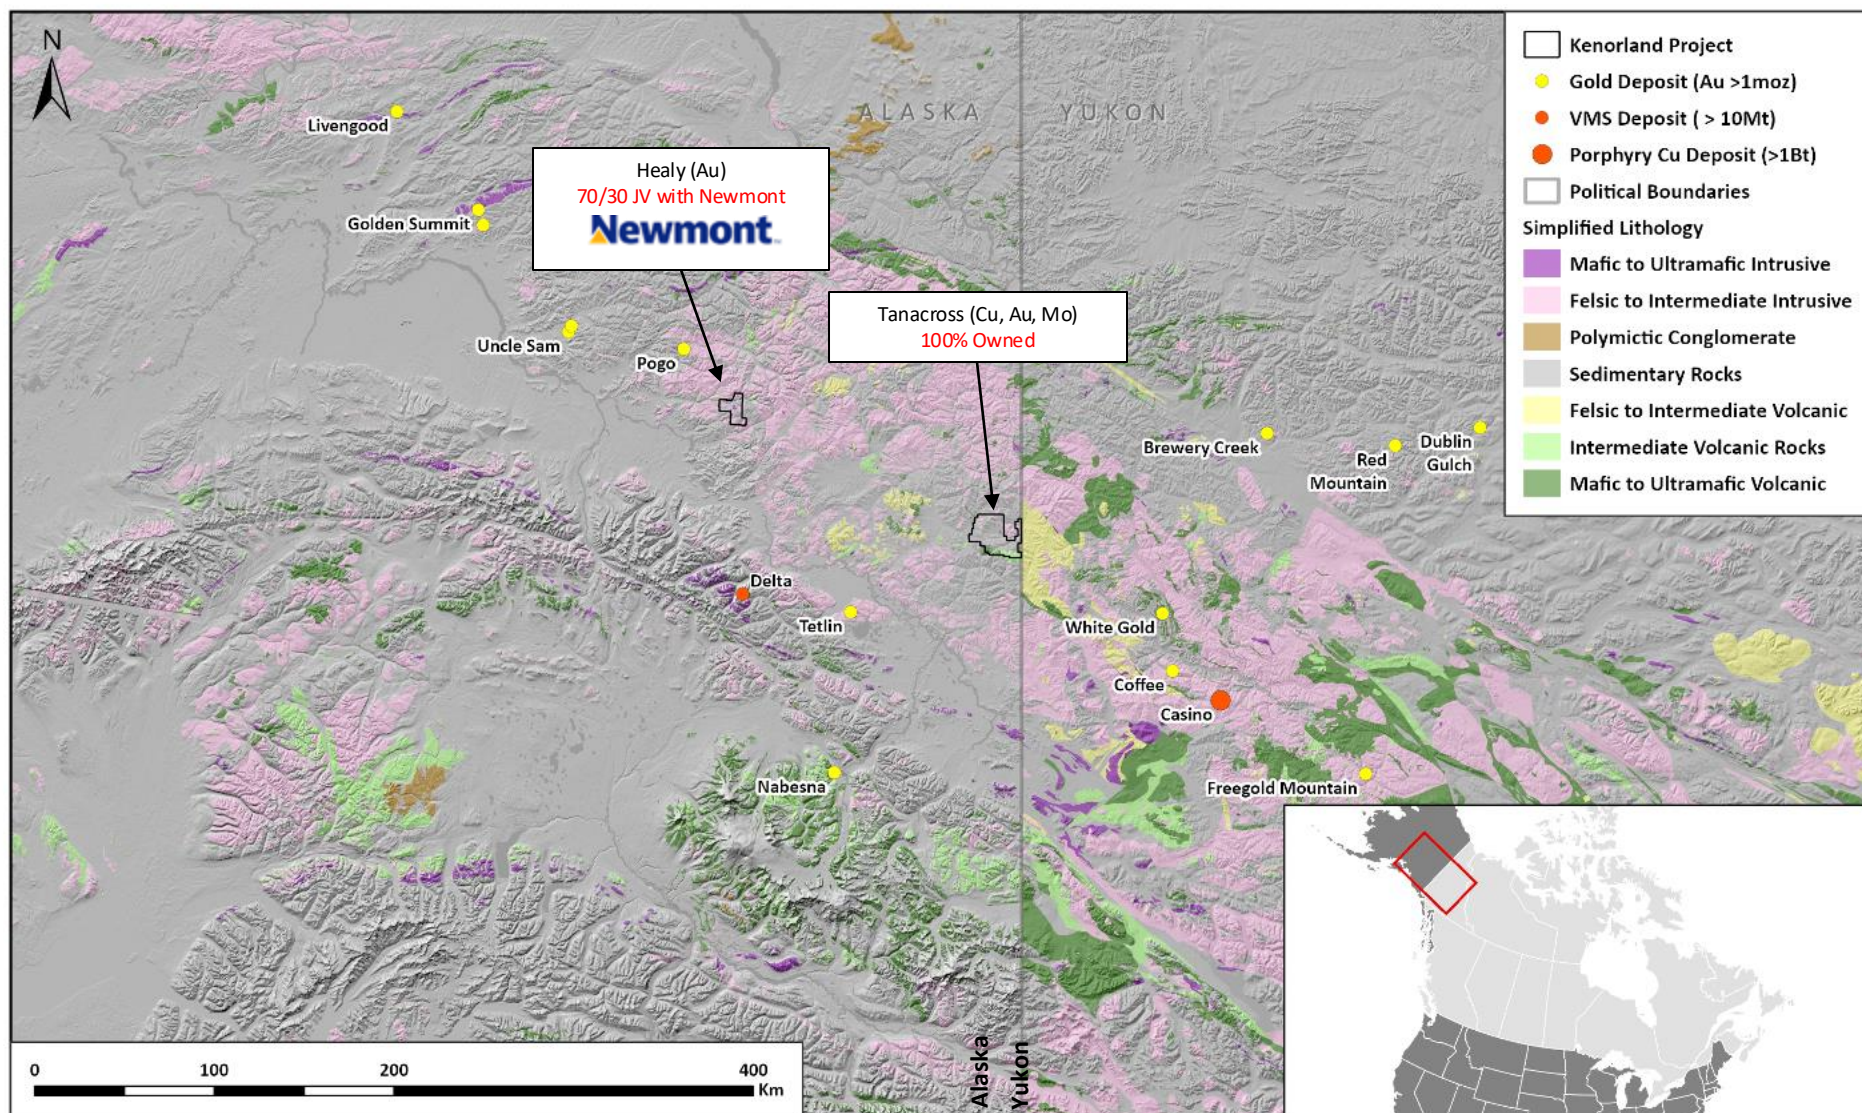 N
ALASKA
YUKON
Livengood
Healy (Au)
70/30 JV with Newmont
Newmont
Golden Summit
Tanacross (Cu, Au, Mo)
100% Owned
Uncle Sam
Pogo
Brewery Creek
Red
Mountain
Dublin
Gulch
Delta
Tetlin
White Gold
Coffee
Casino
Nabesna
Freegold Mountain
Alaska
Yukon
0
100
200
400
Km
Kenorland Project
Gold Deposit (Au >1moz)
VMS Deposit ( > 10Mt)
Porphyry Cu Deposit (>1Bt)
Political Boundaries
Simplified Lithology
Mafic to Ultramafic Intrusive
Felsic to Intermediate Intrusive
Polymictic Conglomerate
Sedimentary Rocks
Felsic to Intermediate Volcanic
Intermediate Volcanic Rocks
Mafic to Ultramafic Volcanic